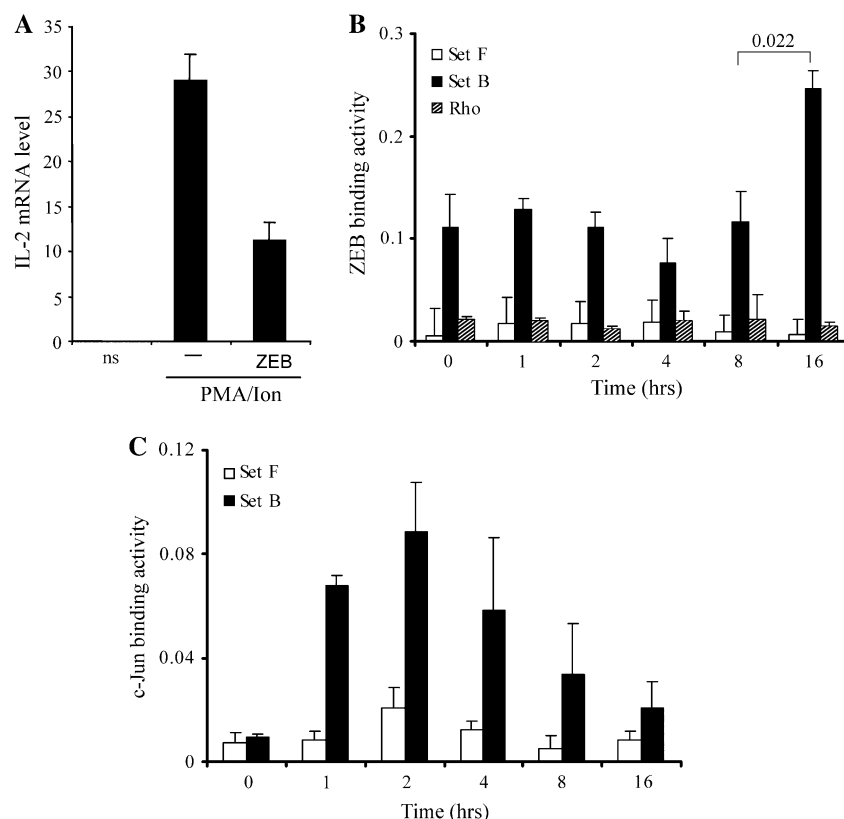 A
IL-2 mRNA level
35
30
25
20
15
10
5
0
ns
—
ZEB
PMA/Ion
B
ZEB binding activity
0.3
0.2
0.1
0
Set F
Set B
Rho
0.022
0 1 2 4 8 16
Time (hrs)
C
c-Jun binding activity
0.12
0.08
0.04
0
Set F
Set B
0 1 2 4 8 16
Time (hrs)